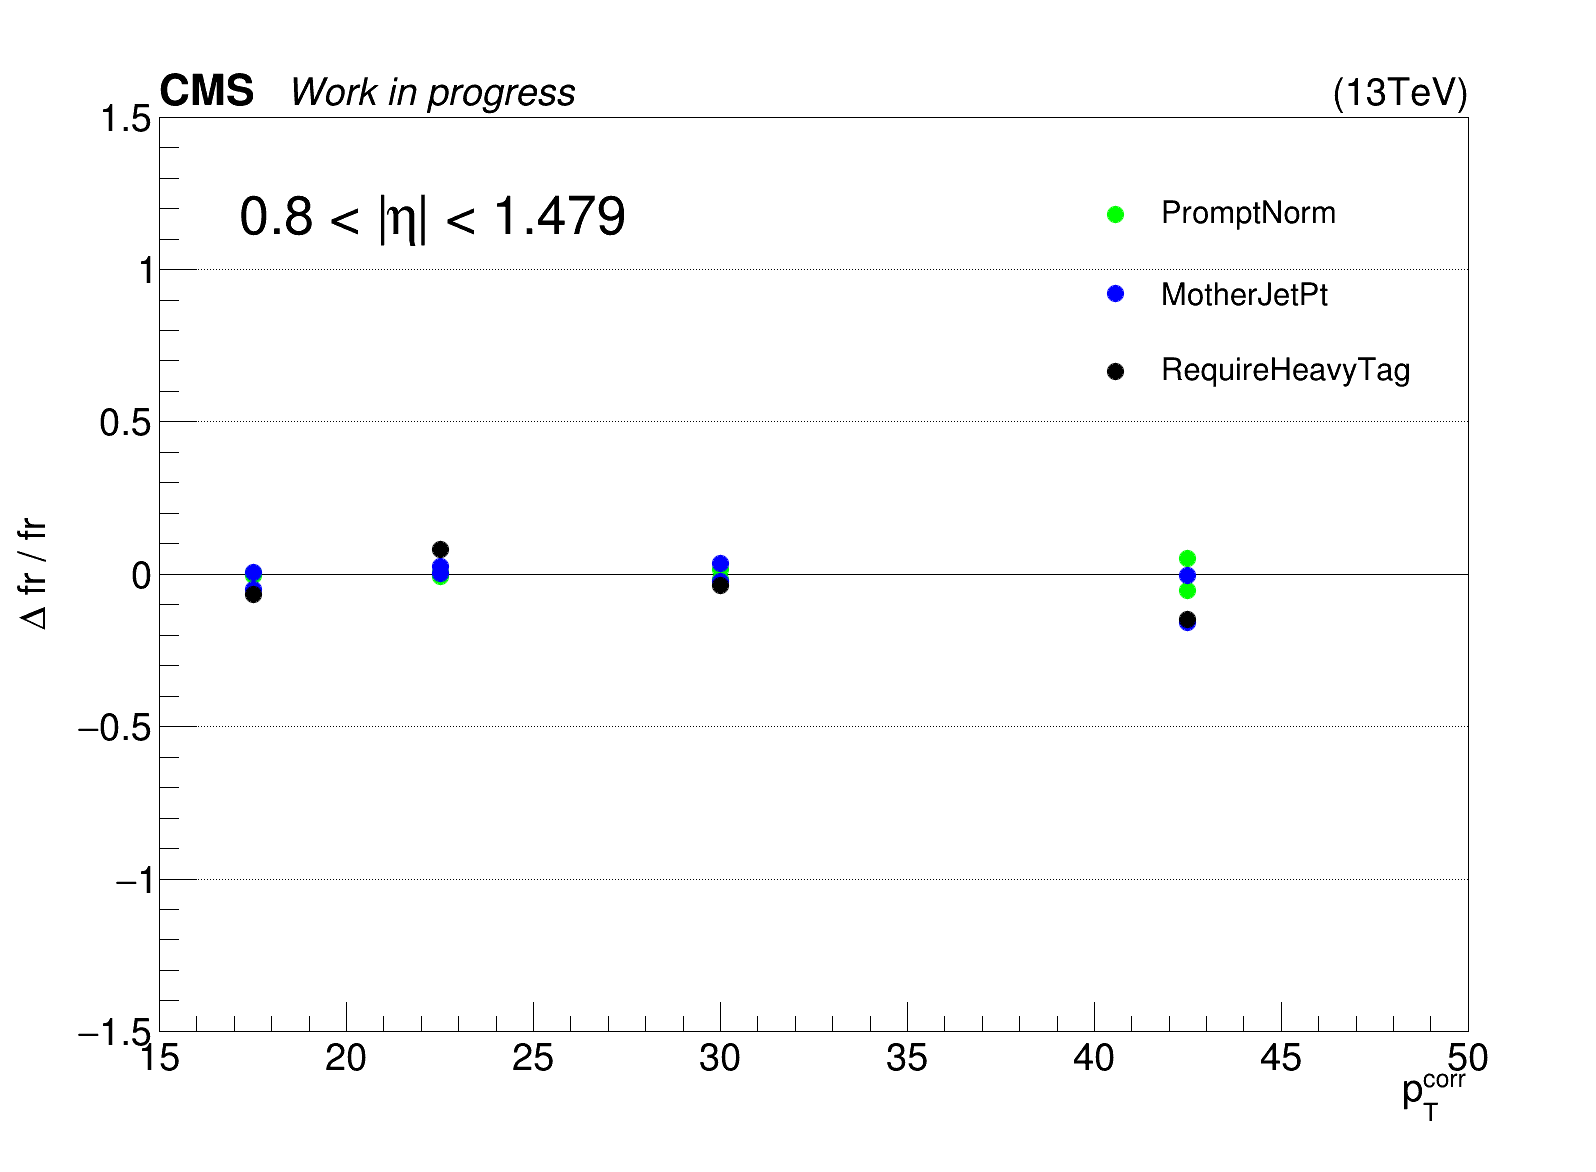 CMS Work in progress (13TeV)
0.8 < |η| < 1.479
PromptNorm
MotherJetPt
RequireHeavyTag
1.5
1
0.5
0
−0.5
−1
−1.5
Δ fr / fr
15 20 25 30 35 40 45 50
p_T^corr